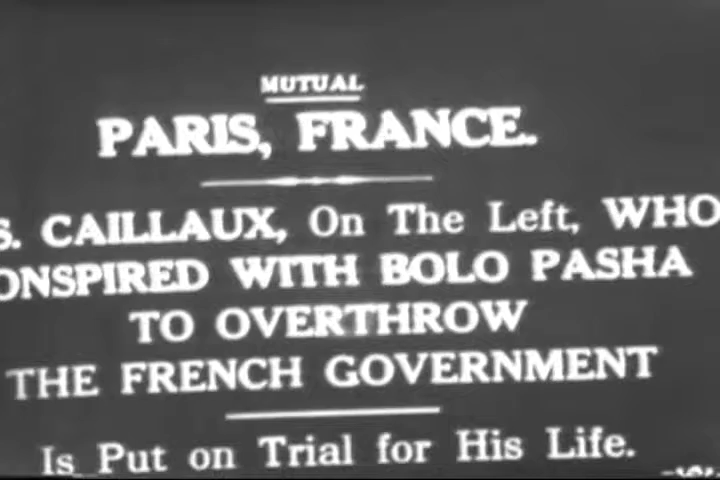 MUTUAL
PARIS, FRANCE.
S. CAILLAUX, On The Left, WHO
ONSPIRED WITH BOLO PASHA
TO OVERTHROW
THE FRENCH GOVERNMENT
Is Put on Trial for His Life.